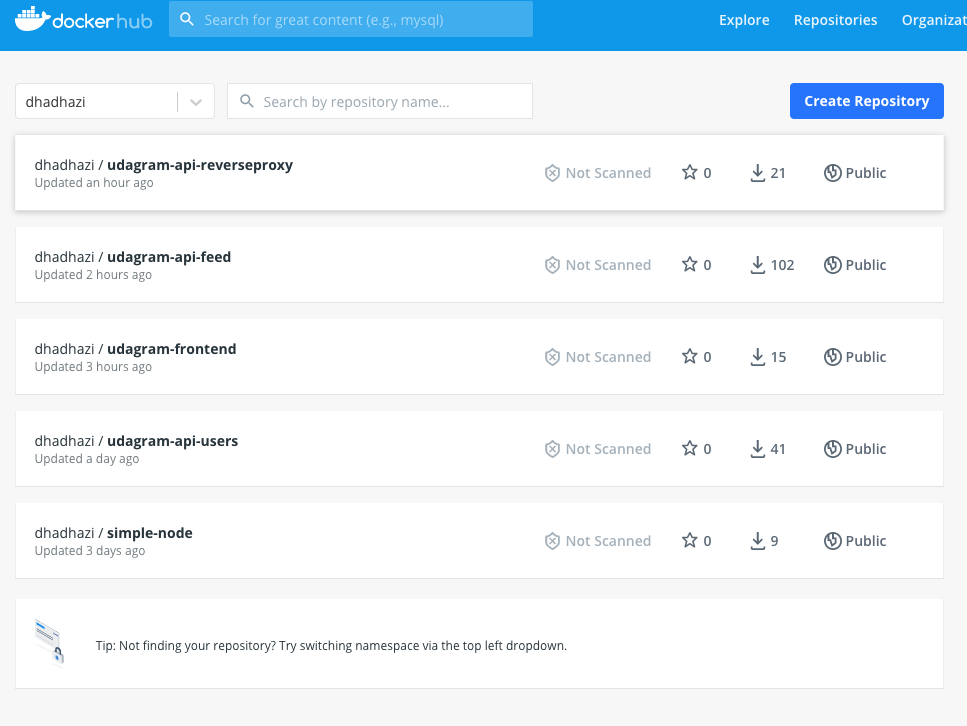 docker hub
Search for great content (e.g., mysql)
Explore
Repositories
Organizat
dhadhazi
Search by repository name...
Create Repository
dhadhazi / udagram-api-reverseproxy
Updated an hour ago
Not Scanned
0
21
Public
dhadhazi / udagram-api-feed
Updated 2 hours ago
Not Scanned
0
102
Public
dhadhazi / udagram-frontend
Updated 3 hours ago
Not Scanned
0
15
Public
dhadhazi / udagram-api-users
Updated a day ago
Not Scanned
0
41
Public
dhadhazi / simple-node
Updated 3 days ago
Not Scanned
0
9
Public
Tip: Not finding your repository? Try switching namespace via the top left dropdown.